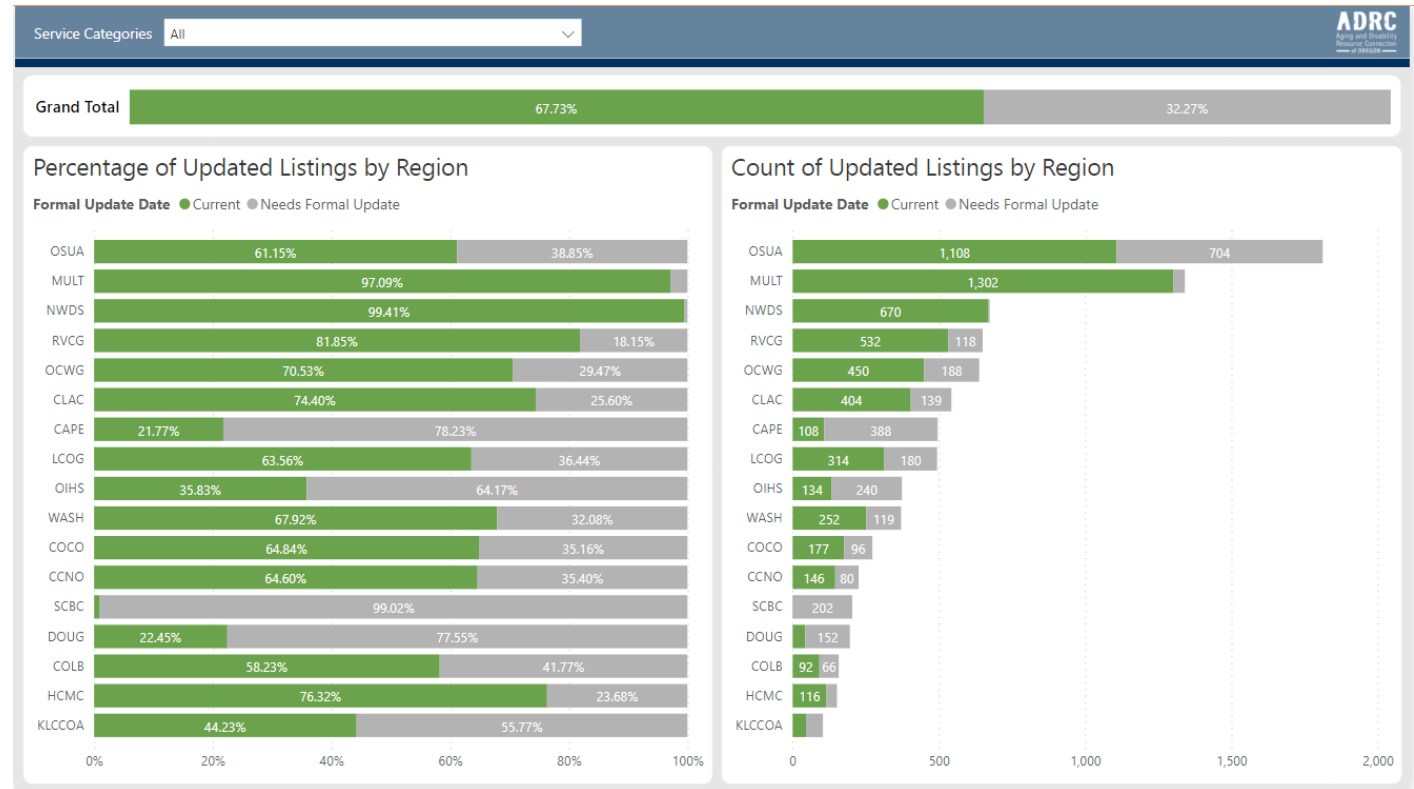 Service Categories All
ADRC
Aging and Disability
Resource Connection
of OREGON
Grand Total 67.73% 32.27%
Percentage of Updated Listings by Region
Formal Update Date Current Needs Formal Update
OSUA 61.15% 38.85%
MULT 97.09%
NWDS 99.41%
RVCG 81.85% 18.15%
OCWG 70.53% 29.47%
CLAC 74.40% 25.60%
CAPE 21.77% 78.23%
LCOG 63.56% 36.44%
OIHS 35.83% 64.17%
WASH 67.92% 32.08%
COCO 64.84% 35.16%
CCNO 64.60% 35.40%
SCBC 99.02%
DOUG 22.45% 77.55%
COLB 58.23% 41.77%
HCMC 76.32% 23.68%
KLCCOA 44.23% 55.77%
0% 20% 40% 60% 80% 100%
Count of Updated Listings by Region
Formal Update Date Current Needs Formal Update
OSUA 1,108 704
MULT 1,302
NWDS 670
RVCG 532 118
OCWG 450 188
CLAC 404 139
CAPE 108 388
LCOG 314 180
OIHS 134 240
WASH 252 119
COCO 177 96
CCNO 146 80
SCBC 202
DOUG 152
COLB 92 66
HCMC 116
KLCCOA
0 500 1,000 1,500 2,000